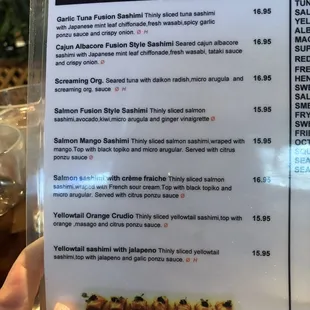 Garlic Tuna Fusion Sashimi Thinly sliced tuna sashimi 16.95
with Japanese mint leaf chiffonade,fresh wasabi,spicy garlic
ponzu sauce and crispy onion. H
Cajun Albacore Fusion Style Sashimi Seared cajun albacore 16.95
sashimi with Japanese mint leaf chiffonade,fresh wasabi, tataki sauce
and crispy onion.
Screaming Org. Seared tuna with daikon radish,micro arugula and 16.95
screaming org. sauce H
Salmon Fusion Style Sashimi Thinly sliced salmon 15.95
sashimi,avocado,kiwi,micro arugula and ginger vinaigrette
Salmon Mango Sashimi Thinly sliced salmon sashimi,wraped with 15.95
mango.Top with black topiko and micro arugular. Served with citrus
ponzu sauce
Salmon sashimi with crème fraiche Thinly sliced salmon 16.95
sashimi,wraped with French sour cream.Top with black topiko and
micro arugular. Served with citrus ponzu sauce
Yellowtail Orange Crudio Thinly sliced yellowtail sashimi,top with 15.95
orange ,masago and citrus ponzu sauce.
Yellowtail sashimi with jalapeno Thinly sliced yellowtail 15.95
sashimi,top with jalapeno and galic ponzu sauce. H